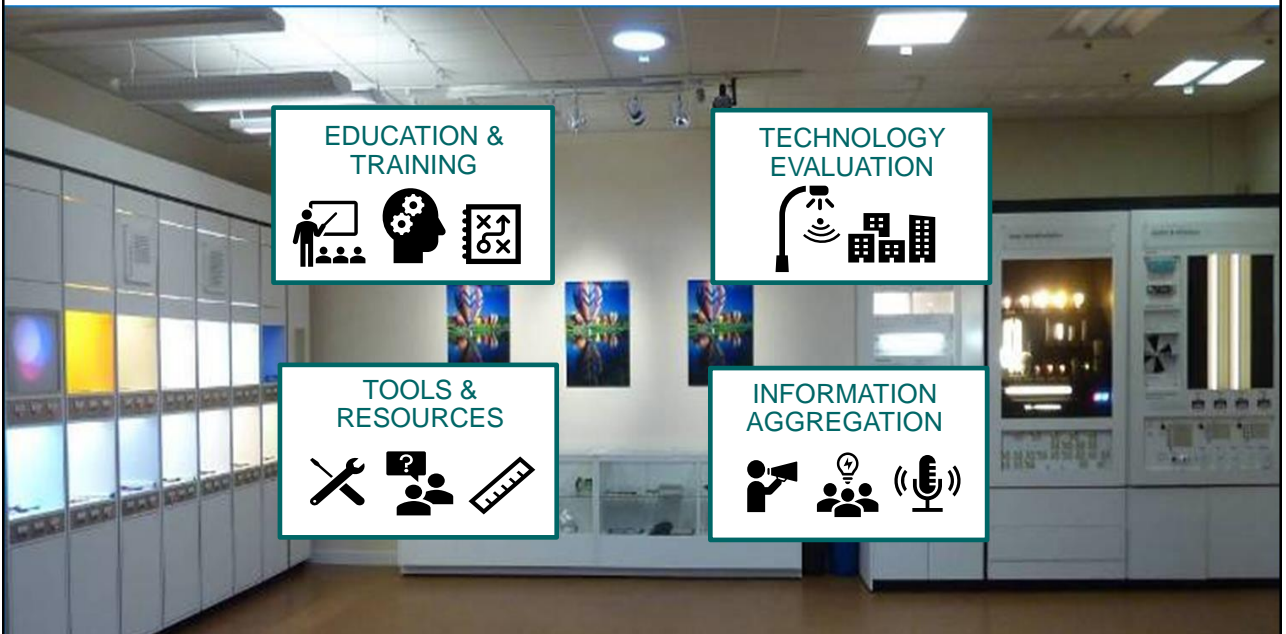 EDUCATION &
TRAINING
TECHNOLOGY
EVALUATION
TOOLS &
RESOURCES
?
INFORMATION
AGGREGATION